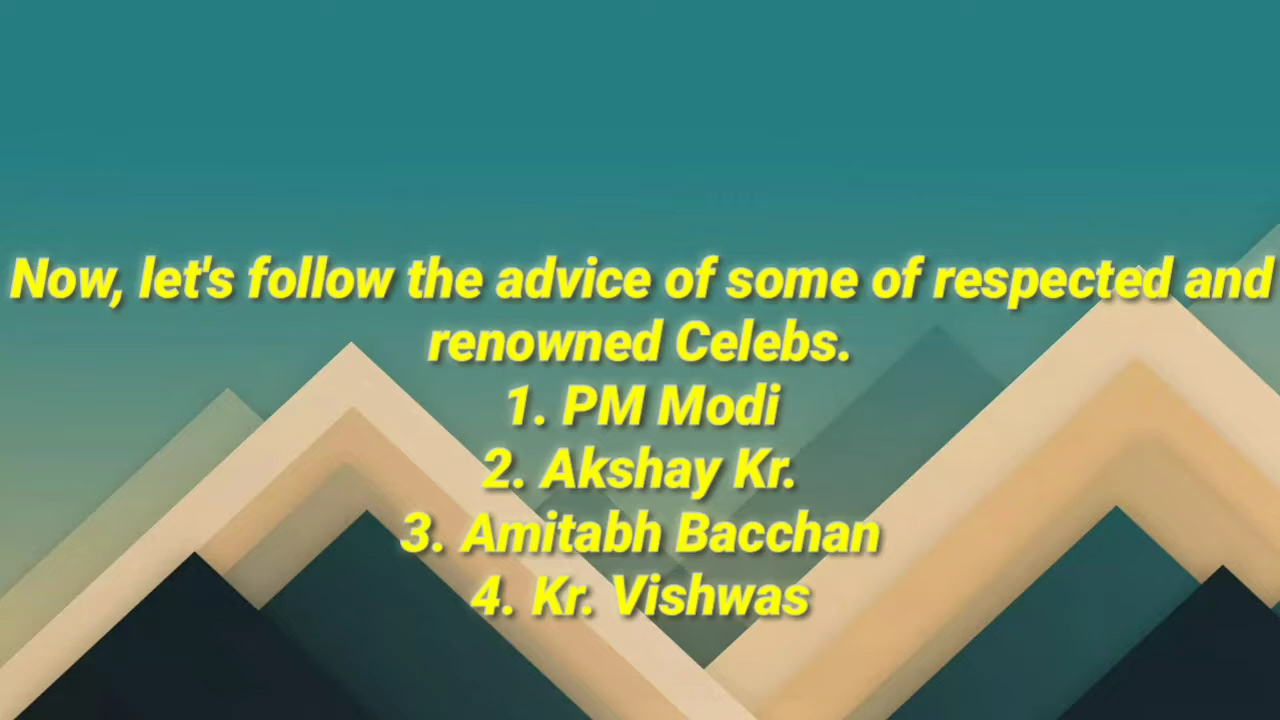 Now, let's follow the advice of some of respected and
renowned Celebs.
1. PM Modi
2. Akshay Kr.
3. Amitabh Bacchan
4. Kr. Vishwas